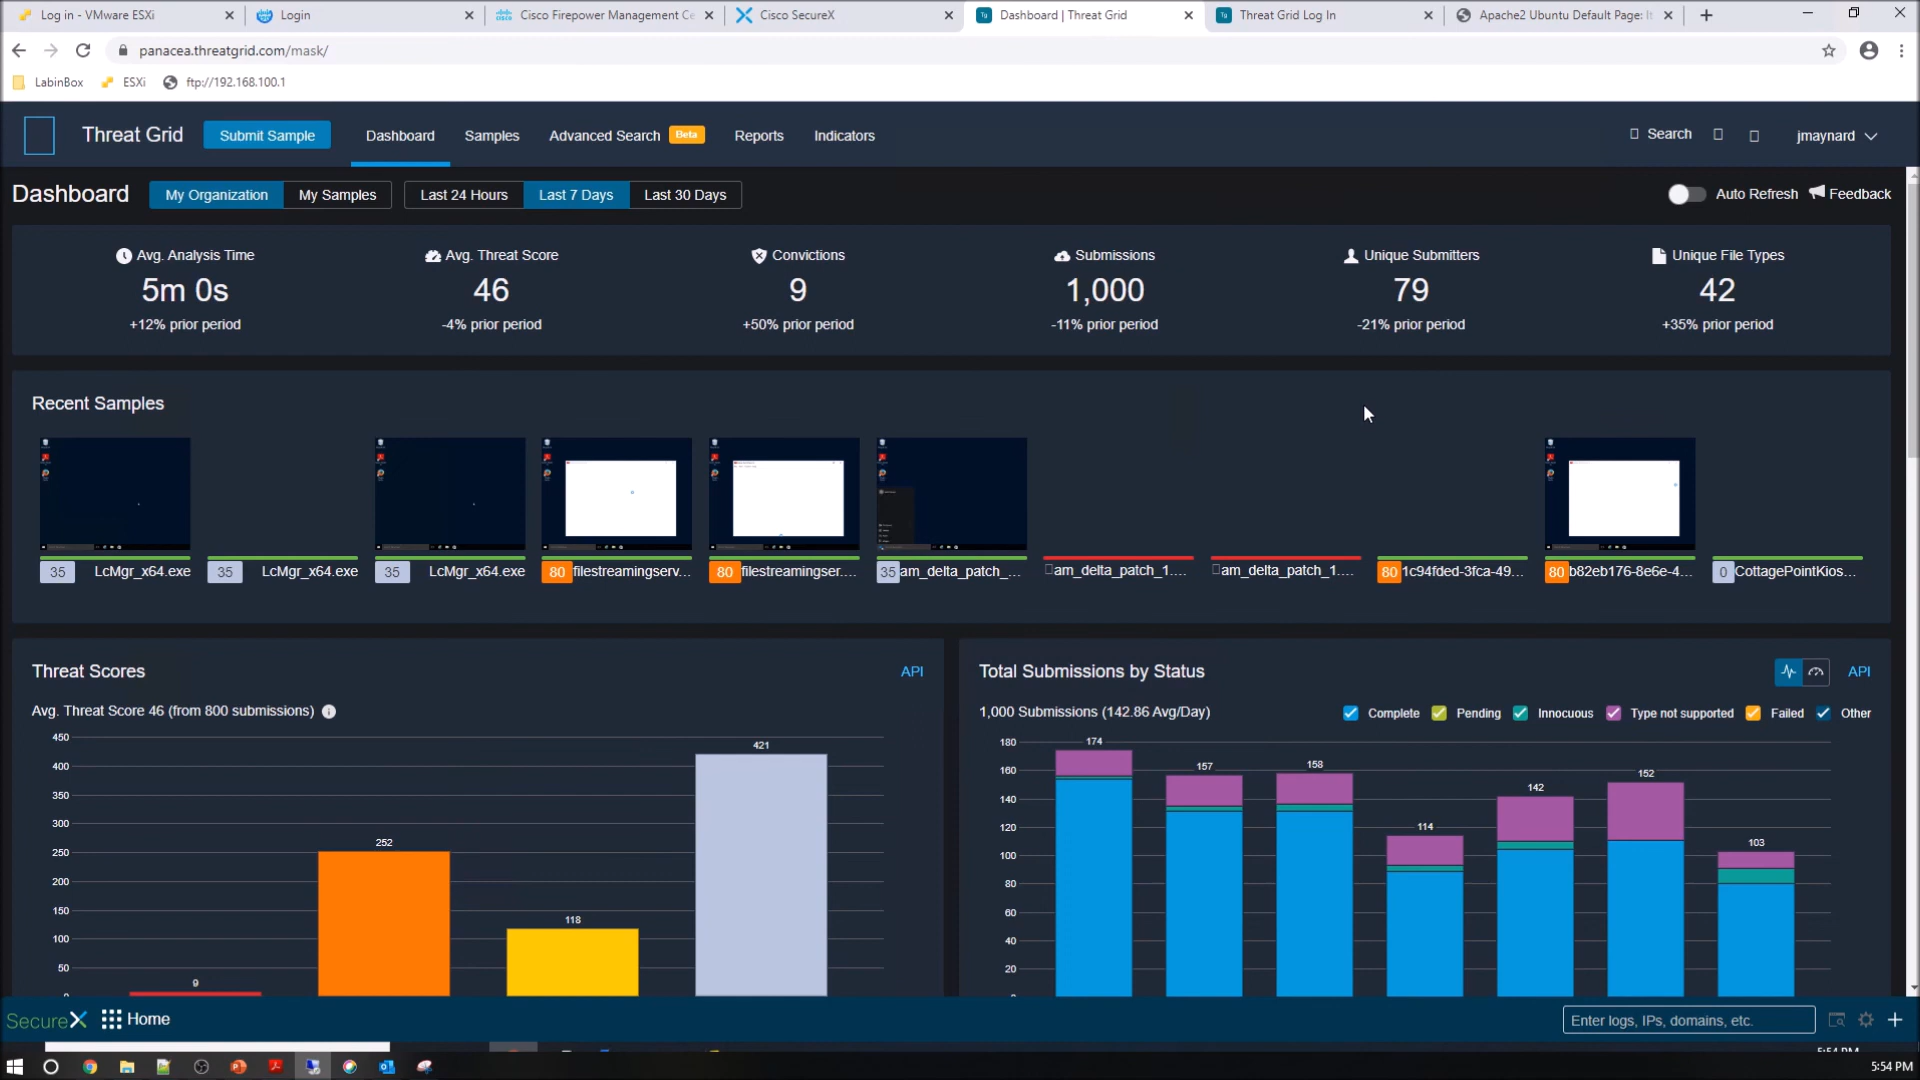 Log in - VMware ESXi
Login
Cisco Firepower Management Ce
Cisco SecureX
Dashboard | Threat Grid
Threat Grid Log In
Apache2 Ubuntu Default Page: It
panacea.threatgrid.com/mask/
LabinBox
ESXi
ftp://192.168.100.1
Threat Grid
Submit Sample
Dashboard
Samples
Advanced Search
Beta
Reports
Indicators
Search
jmaynard
Dashboard
My Organization
My Samples
Last 24 Hours
Last 7 Days
Last 30 Days
Auto Refresh
Feedback
Avg. Analysis Time
5m 0s
+12% prior period
Avg. Threat Score
46
-4% prior period
Convictions
9
+50% prior period
Submissions
1,000
-11% prior period
Unique Submitters
79
-21% prior period
Unique File Types
42
+35% prior period
Recent Samples
35 LcMgr_x64.exe
35 LcMgr_x64.exe
35 LcMgr_x64.exe
80 filestreamingserv...
80 filestreamingser....
35 am_delta_patch_...
am_delta_patch_1....
am_delta_patch_1....
80 1c94fded-3fca-49...
80 b82eb176-8e6e-4...
0 CottagePointKios...
Threat Scores
API
Avg. Threat Score 46 (from 800 submissions)
450
400
350
300
250
200
150
100
50
9
252
118
421
Total Submissions by Status
API
1,000 Submissions (142.86 Avg/Day)
Complete
Pending
Innocuous
Type not supported
Failed
Other
180
160
140
120
100
80
60
40
20
174
157
158
114
142
152
103
SecureX
Home
Enter logs, IPs, domains, etc.
5:54 PM
5:54 PM